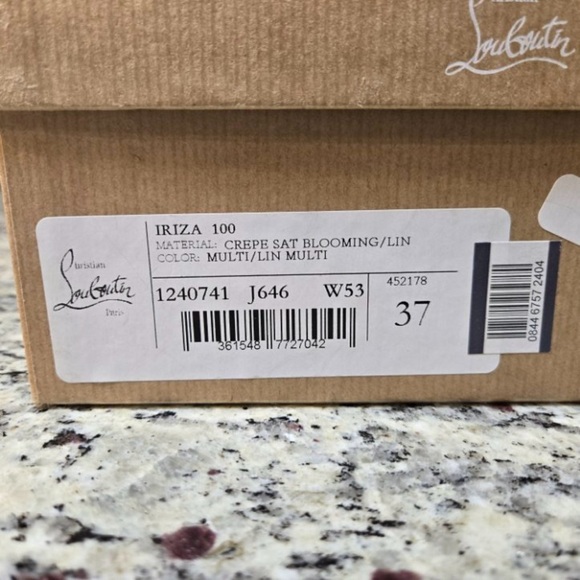 Louboutin
Christian
Louboutin
Paris
IRIZA 100
MATERIAL: CREPE SAT BLOOMING/LIN
COLOR: MULTI/LIN MULTI
1240741 J646 W53
452178
37
361548 7727042
0844 6757 2404